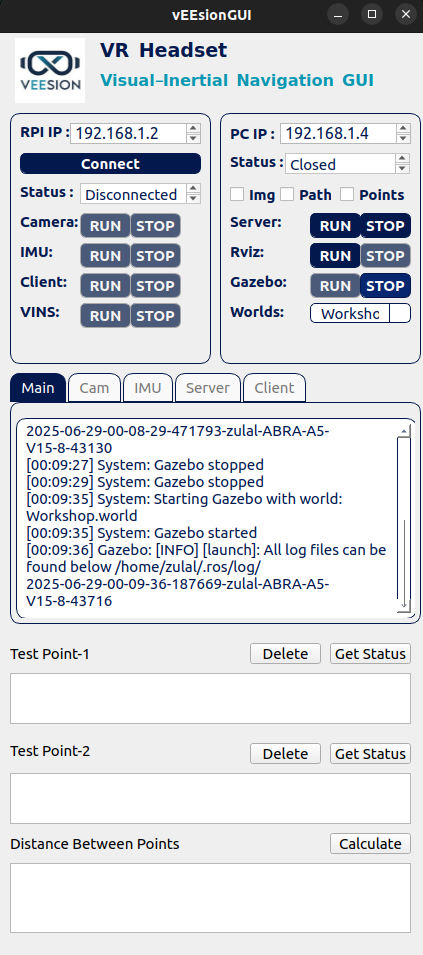 vEEsionGUI
VEESION
VR Headset
Visual–Inertial Navigation GUI
RPI IP :
192.168.1.2
Connect
Status :
Disconnected
Camera:
RUN
STOP
IMU:
RUN
STOP
Client:
RUN
STOP
VINS:
RUN
STOP
PC IP :
192.168.1.4
Status :
Closed
Img
Path
Points
Server:
RUN
STOP
Rviz:
RUN
STOP
Gazebo:
RUN
STOP
Worlds:
Main
Cam
IMU
Server
Client
2025-06-29-00-08-29-471793-zulal-ABRA-A5-
V15-8-43130
[00:09:27] System: Gazebo stopped
[00:09:29] System: Gazebo stopped
[00:09:35] System: Starting Gazebo with world:
Workshop.world
[00:09:35] System: Gazebo started
[00:09:36] Gazebo: [INFO] [launch]: All log files can be
found below /home/zulal/.ros/log/
2025-06-29-00-09-36-187669-zulal-ABRA-A5-
V15-8-43716
Test Point-1
Delete
Get Status
Test Point-2
Delete
Get Status
Distance Between Points
Calculate